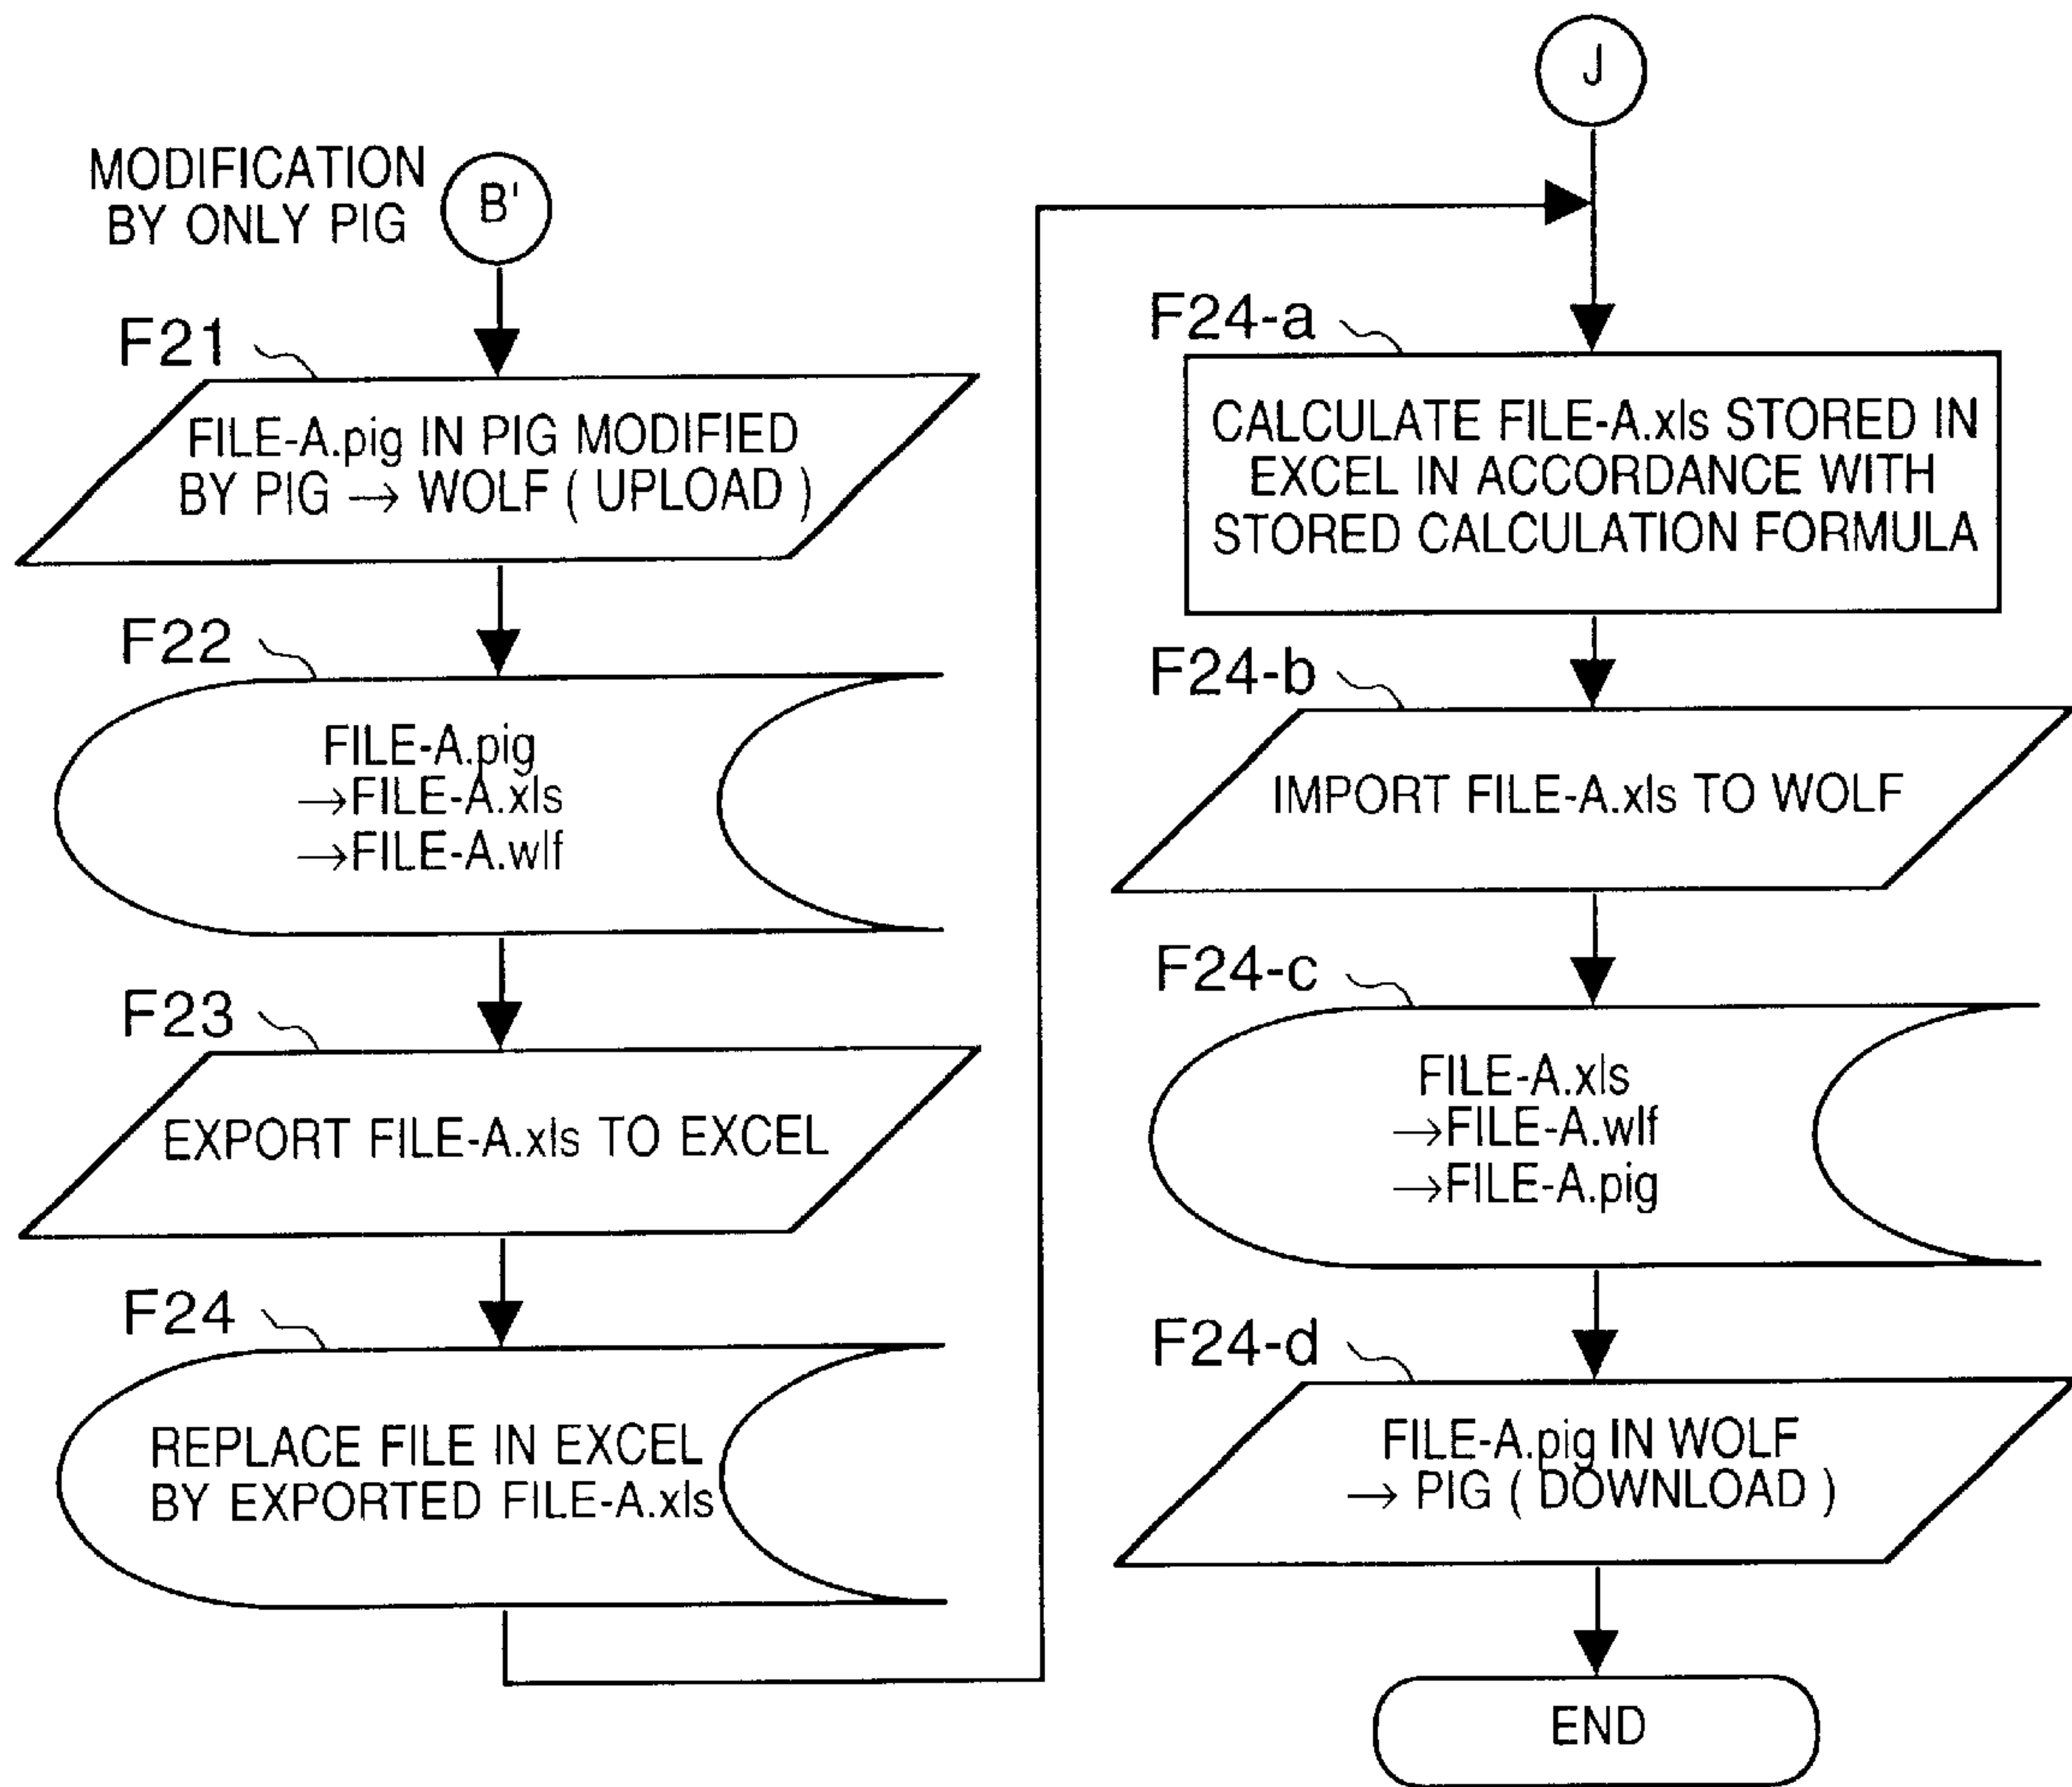 MODIFICATION
BY ONLY PIG
B'
F21
FILE-A.pig IN PIG MODIFIED
BY PIG → WOLF ( UPLOAD )
F22
FILE-A.pig
→FILE-A.xls
→FILE-A.wlf
F23
EXPORT FILE-A.xls TO EXCEL
F24
REPLACE FILE IN EXCEL
BY EXPORTED FILE-A.xls
J
F24-a
CALCULATE FILE-A.xls STORED IN
EXCEL IN ACCORDANCE WITH
STORED CALCULATION FORMULA
F24-b
IMPORT FILE-A.xls TO WOLF
F24-c
FILE-A.xls
→FILE-A.wlf
→FILE-A.pig
F24-d
FILE-A.pig IN WOLF
→ PIG ( DOWNLOAD )
END